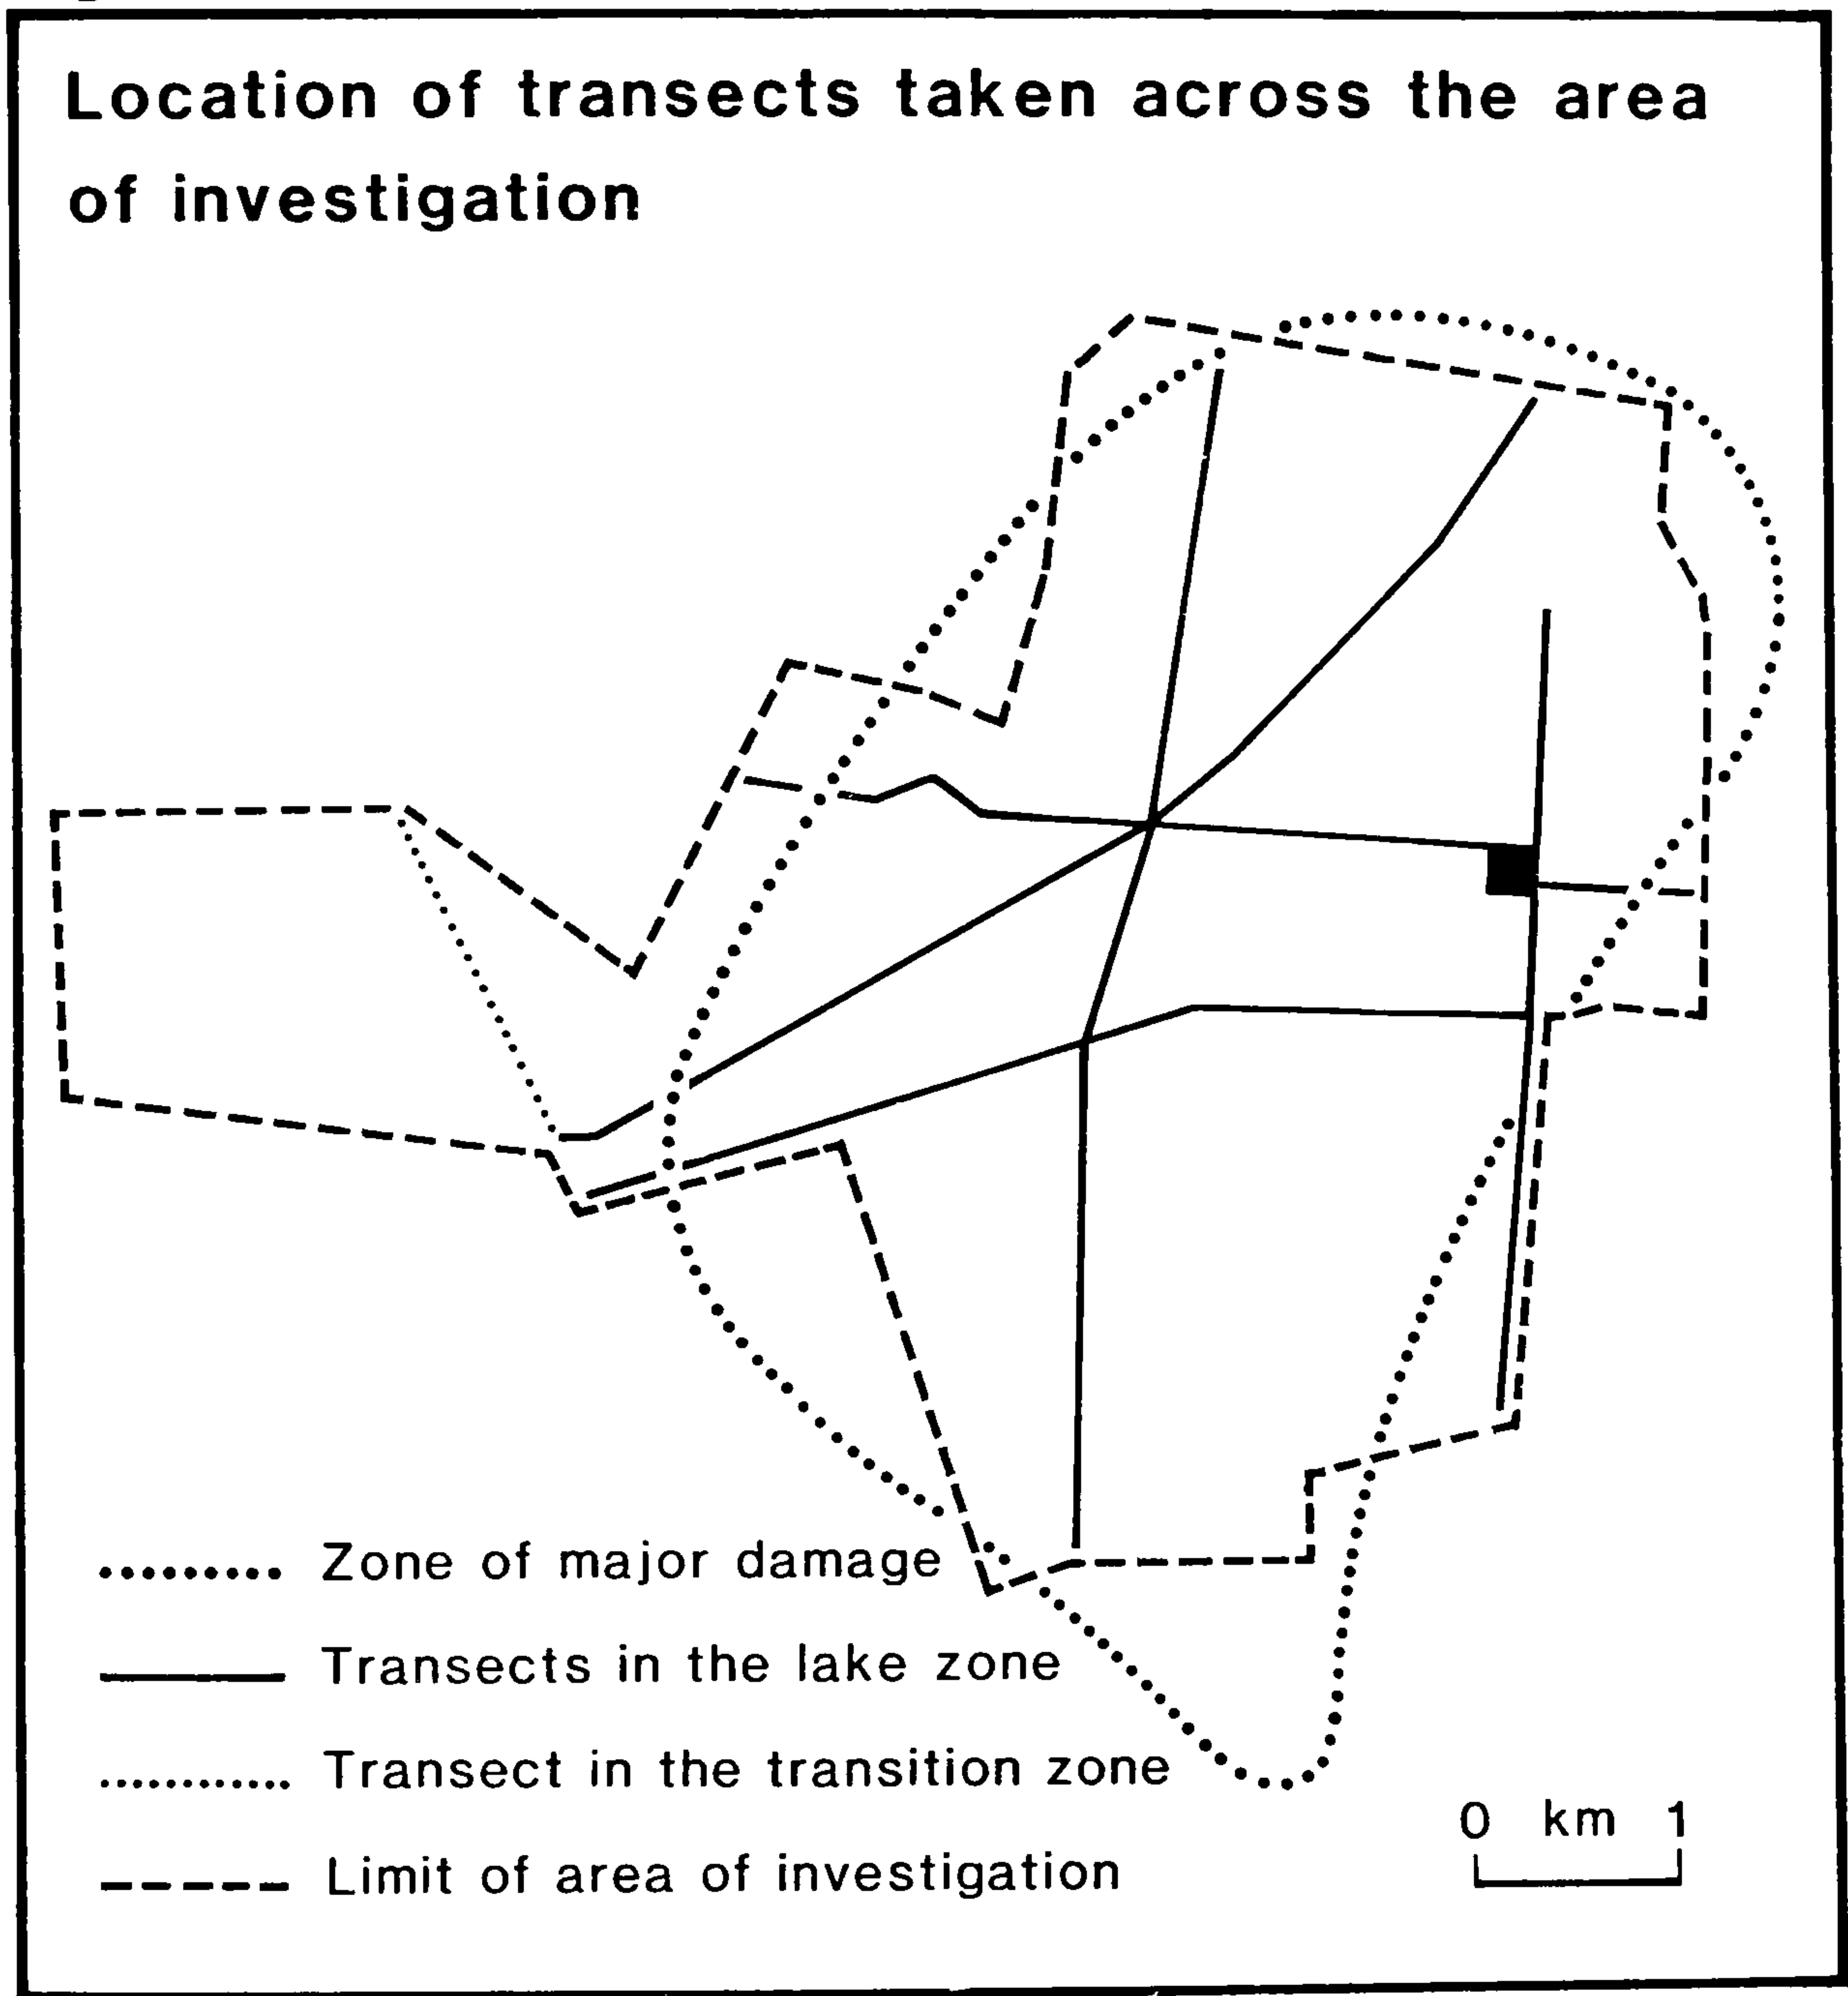 Location of transects taken across the area
of investigation
Zone of major damage
Transects in the lake zone
Transect in the transition zone
Limit of area of investigation
0 km 1